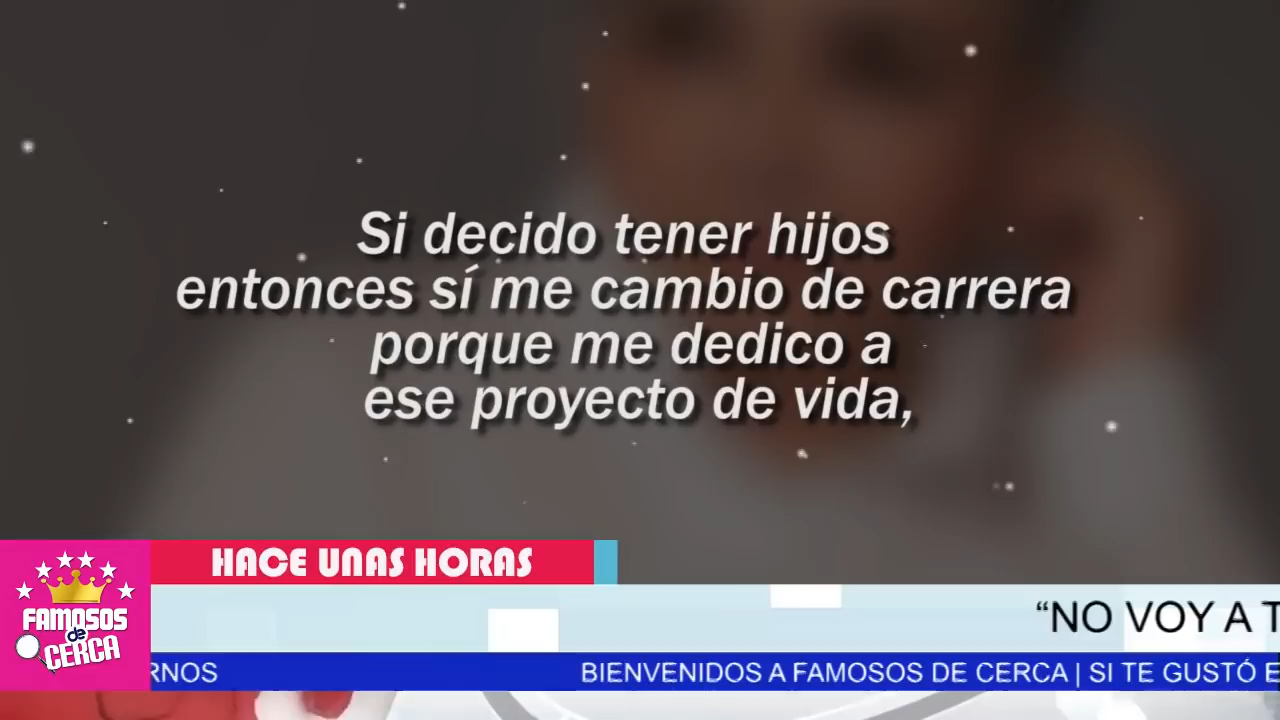 Si decido tener hijos
entonces sí me cambio de carrera
porque me dedico a
ese proyecto de vida,
HACE UNAS HORAS
FAMOSOS
de
CERCA
“NO VOY A T
RNOS
BIENVENIDOS A FAMOSOS DE CERCA | SI TE GUSTÓ E